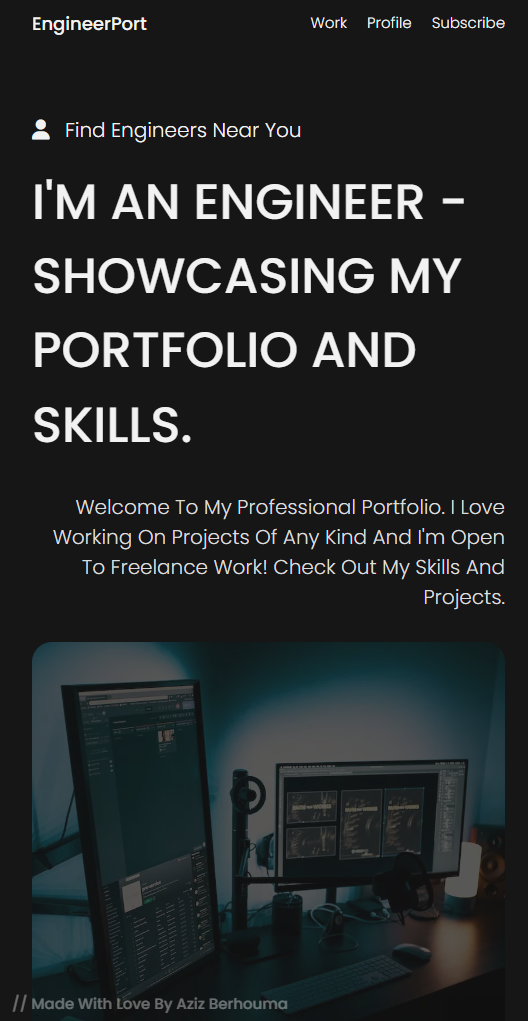 EngineerPort
Work Profile Subscribe
Find Engineers Near You
I'M AN ENGINEER -
SHOWCASING MY
PORTFOLIO AND
SKILLS.
Welcome To My Professional Portfolio. I Love
Working On Projects Of Any Kind And I'm Open
To Freelance Work! Check Out My Skills And
Projects.
// Made With Love By Aziz Berhouma